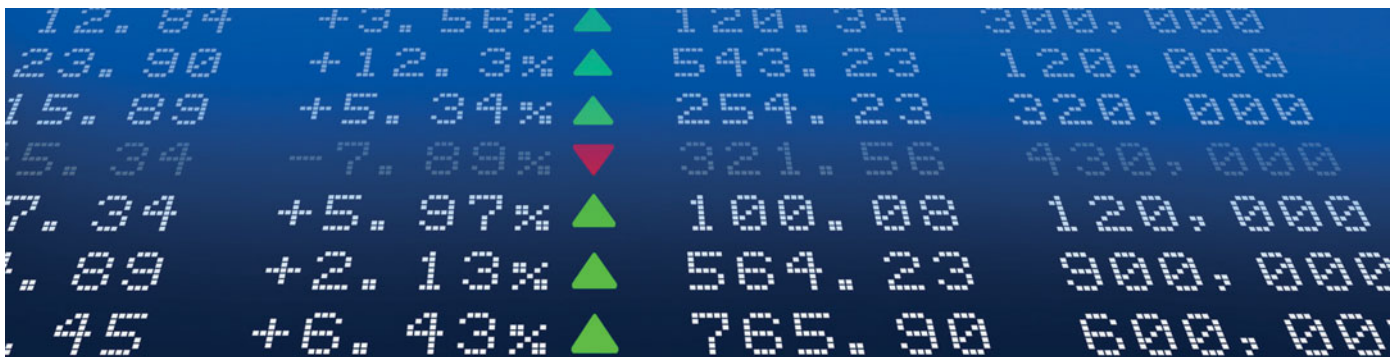 12.84 +3.56% 120.34 300,000
23.90 +12.3% 543.23 120,000
15.89 +5.34% 254.23 320,000
5.34 -7.89% 321.56 430,000
7.34 +5.97% 100.08 120,000
.89 +2.13% 564.23 900,000
45 +6.43% 765.90 600,00